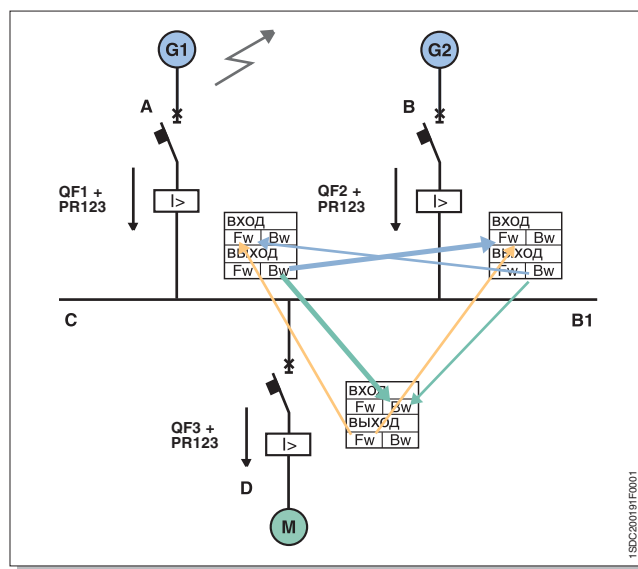 G1
G2
A
B
QF1 +
PR123
I>
QF2 +
PR123
I>
ВХОД
Fw Bw
ВЫХОД
Fw Bw
ВХОД
Fw Bw
ВЫХОД
Fw Bw
C
B1
QF3 +
PR123
I>
ВХОД
Fw Bw
ВЫХОД
Fw Bw
D
M
1SDC200191F0001